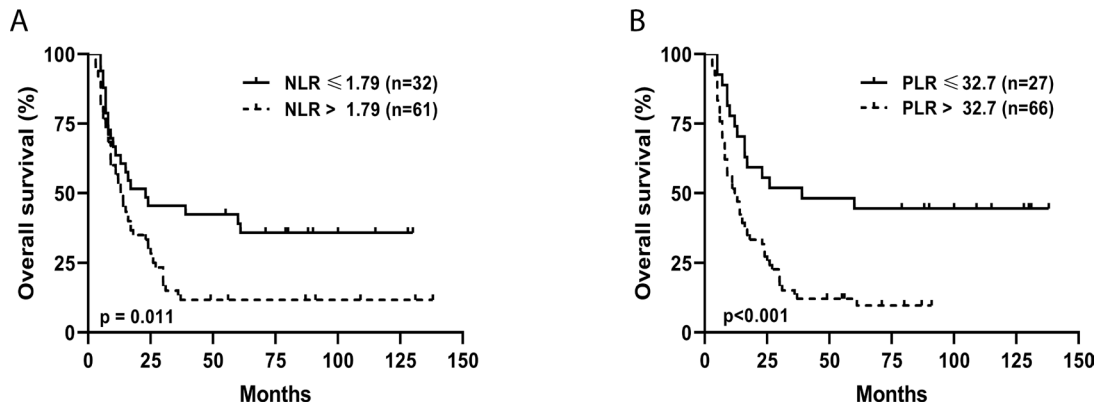 A
Overall survival (%)
100
75
50
25
0
NLR ≤ 1.79 (n=32)
NLR > 1.79 (n=61)
p = 0.011
0 25 50 75 100 125 150
Months
B
Overall survival (%)
100
75
50
25
0
PLR ≤ 32.7 (n=27)
PLR > 32.7 (n=66)
p<0.001
0 25 50 75 100 125 150
Months